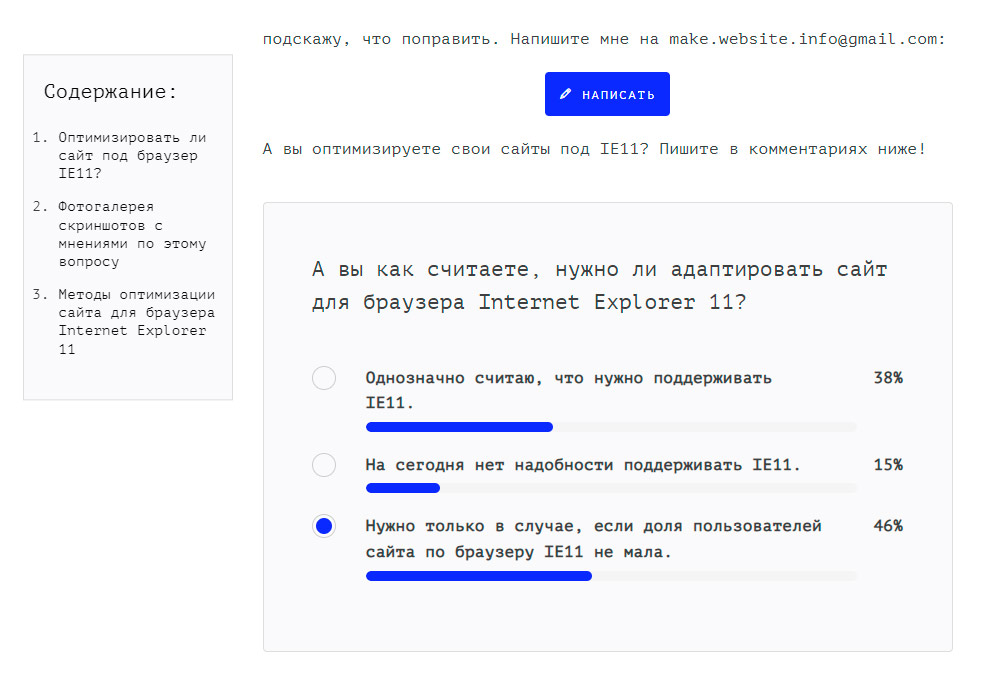 подскажу, что поправить. Напишите мне на make.website.info@gmail.com:
НАПИСАТЬ
А вы оптимизируете свои сайты под IE11? Пишите в комментариях ниже!
Содержание:
1. Оптимизировать ли
сайт под браузер
IE11?
2. Фотогалерея
скриншотов с
мнениями по этому
вопросу
3. Методы оптимизации
сайта для браузера
Internet Explorer
11
А вы как считаете, нужно ли адаптировать сайт
для браузера Internet Explorer 11?
Однозначно считаю, что нужно поддерживать 38%
IE11.
На сегодня нет надобности поддерживать IE11. 15%
Нужно только в случае, если доля пользователей 46%
сайта по браузеру IE11 не мала.